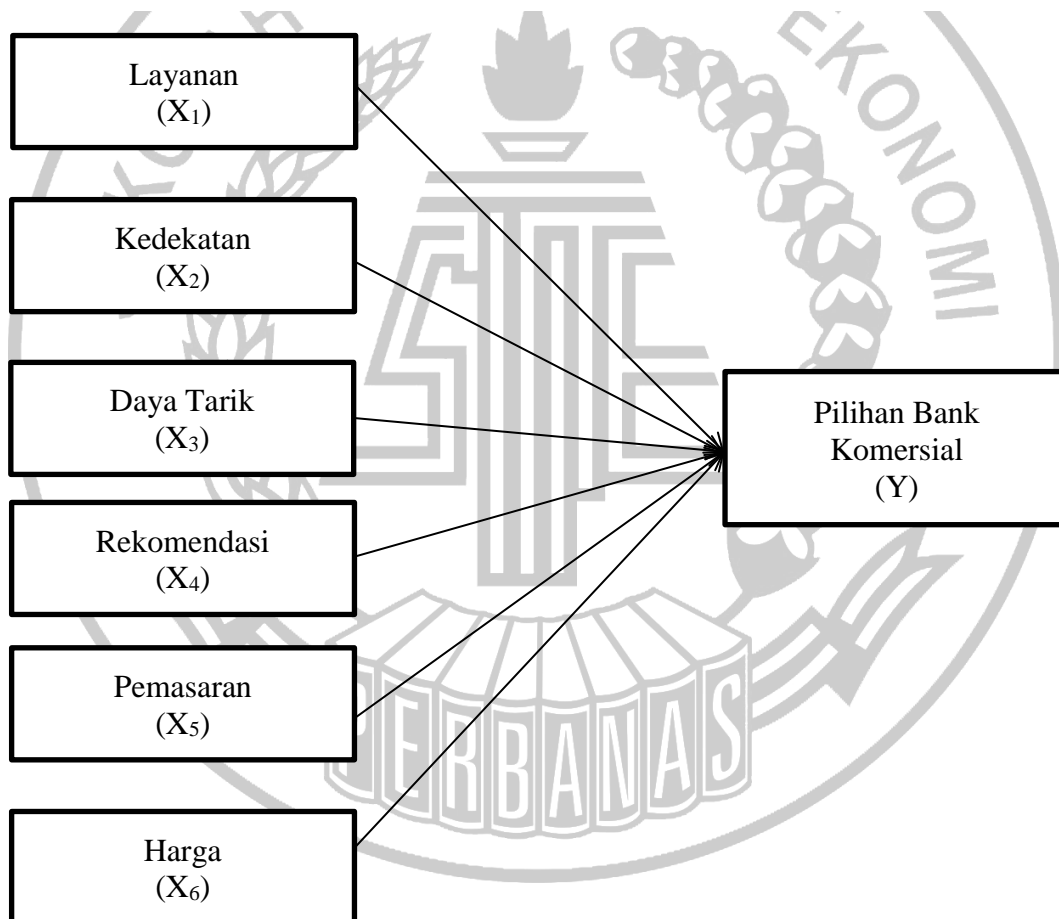 Layanan
(X₁)
Kedekatan
(X₂)
Daya Tarik
(X₃)
Rekomendasi
(X₄)
Pemasaran
(X₅)
Harga
(X₆)
Pilihan Bank
Komersial
(Y)
EKONOMI
PERBANAS